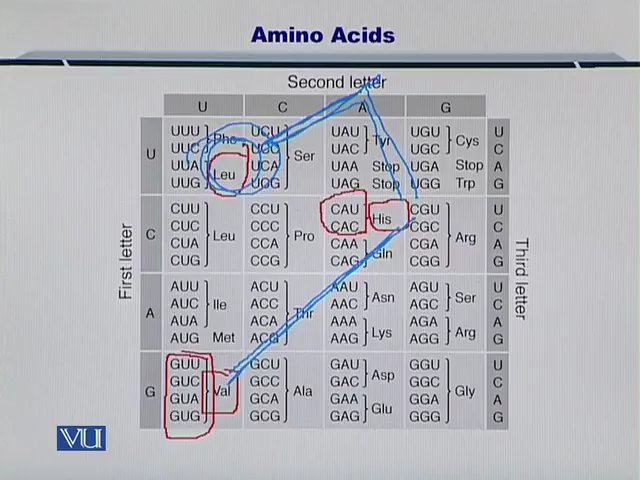 Amino Acids
Second letter
U C A G
First letter
Third letter
U
UUU UCU UAU UGU U
UUC Phe UCC UAC Tyr UGC Cys C
UUA UCA Ser UAA Stop UGA Stop A
UUG Leu UCG UAG Stop UGG Trp G
C
CUU CCU CAU CGU U
CUC CCC CAC His CGC C
CUA Leu CCA Pro CAA CGA Arg A
CUG CCG CAG Gln CGG G
A
AUU ACU AAU AGU U
AUC Ile ACC AAC Asn AGC Ser C
AUA ACA Thr AAA AGA A
AUG Met ACG AAG Lys AGG Arg G
G
GUU GCU GAU GGU U
GUC GCC GAC Asp GGC C
GUA Val GCA Ala GAA GGA Gly A
GUG GCG GAG Glu GGG G
VU